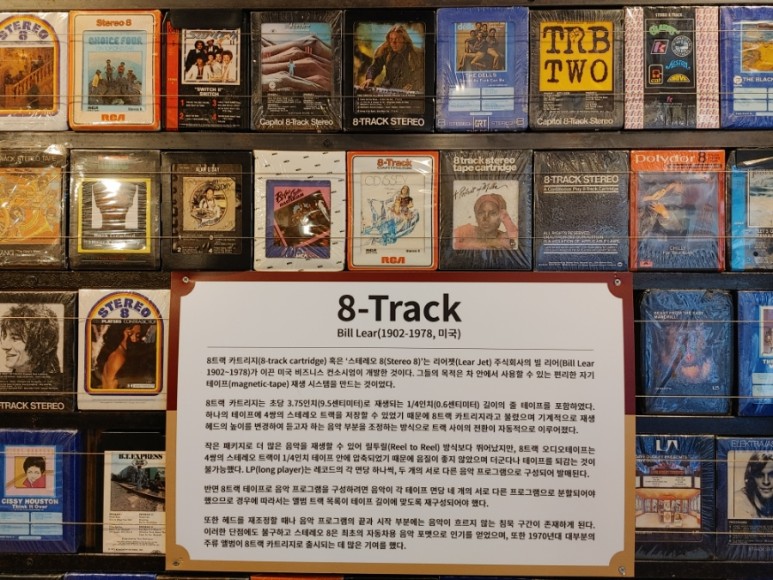 STEREO 8
Stereo 8
CHOICE FOUR
RCA
"SWITCH II"
SWITCH
Capitol 8-Track Stereo
8-TRACK STEREO
THE DELLS
GRT
TRB
TWO
Capitol 8-Track Stereo
THE BLACK
8-Track
RCA
8 track stereo
tape cartridge
8-TRACK STEREO
Polydor 8
STEREO
8
8-Track
Bill Lear(1902-1978, 미국)
8트랙 카트리지(8-track cartridge) 혹은 '스테레오 8(Stereo 8)'는 리어젯(Lear Jet) 주식회사의 빌 리어(Bill Lear
1902~1978)가 이끈 미국 비즈니스 컨소시엄이 개발한 것이다. 그들의 목적은 차 안에서 사용할 수 있는 편리한 자기
테이프(magnetic-tape) 재생 시스템을 만드는 것이었다.
8트랙 카트리지는 초당 3.75인치(9.5센티미터)로 재생되는 1/4인치(0.6센티미터) 길이의 줄 테이프를 포함하였다.
하나의 테이프에 4쌍의 스테레오 트랙을 저장할 수 있었기 때문에 8트랙 카트리지라고 불렸으며 기계적으로 재생
헤드의 높이를 변경하여 듣고자 하는 음악 부분을 조정하는 방식으로 트랙 사이의 전환이 자동적으로 이루어졌다.
작은 패키지로 더 많은 음악을 재생할 수 있어 릴투릴(Reel to Reel) 방식보다 뛰어났지만, 8트랙 오디오테이프는
4쌍의 스테레오 트랙이 1/4인치 테이프 안에 압축되었기 때문에 음질이 좋지 않았으며 더군다나 테이프를 되감는 것이
불가능했다. LP(long player)는 레코드의 각 면당 하나씩, 두 개의 서로 다른 음악 프로그램으로 구성되어 발매된다.
반면 8트랙 테이프로 음악 프로그램을 구성하려면 음악이 각 테이프 면당 네 개의 서로 다른 프로그램으로 분할되어야
했으므로 경우에 따라서는 앨범 트랙 목록이 테이프 길이에 맞도록 재구성되어야 했다.
또한 헤드를 재조정할 때나 음악 프로그램의 끝과 시작 부분에는 음악이 흐르지 않는 침묵 구간이 존재하게 된다.
이러한 단점에도 불구하고 스테레오 8은 최초의 자동차용 음악 포맷으로 인기를 얻었으며, 또한 1970년대 대부분의
주류 앨범이 8트랙 카트리지로 출시되는 데 많은 기여를 했다.
CISSY HOUSTON
Think It Over
B.T. EXPRESS